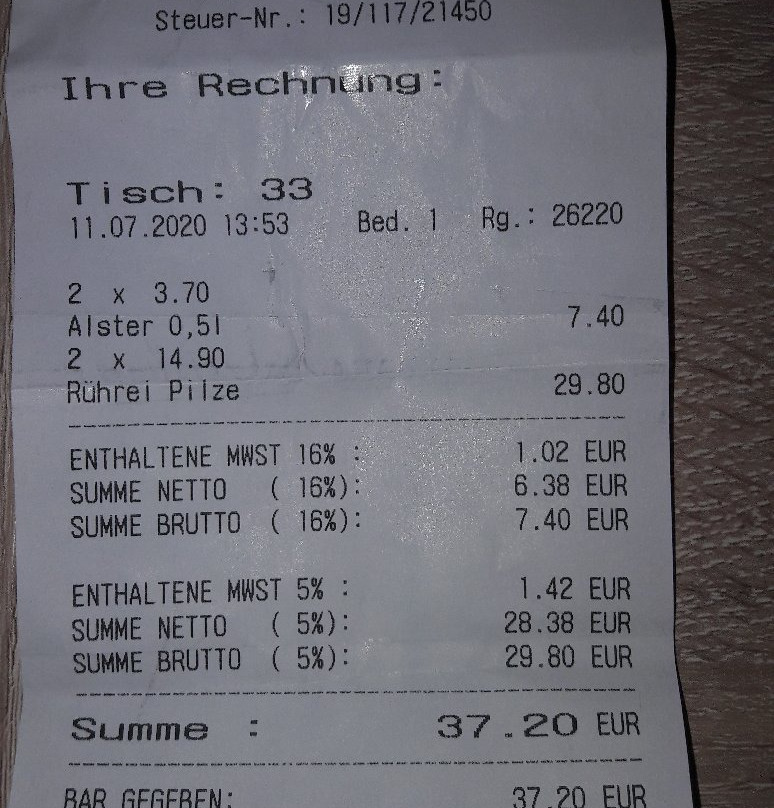 Steuer-Nr.: 19/117/21450
Ihre Rechnung:
Tisch: 33
11.07.2020 13:53 Bed. 1 Rg.: 26220
2 x 3.70
Alster 0,5l 7.40
2 x 14.90
Rührei Pilze 29.80
ENTHALTENE MWST 16% : 1.02 EUR
SUMME NETTO ( 16%): 6.38 EUR
SUMME BRUTTO ( 16%): 7.40 EUR
ENTHALTENE MWST 5% : 1.42 EUR
SUMME NETTO ( 5%): 28.38 EUR
SUMME BRUTTO ( 5%): 29.80 EUR
Summe : 37.20 EUR
BAR GEGEBEN: 37.20 EUR